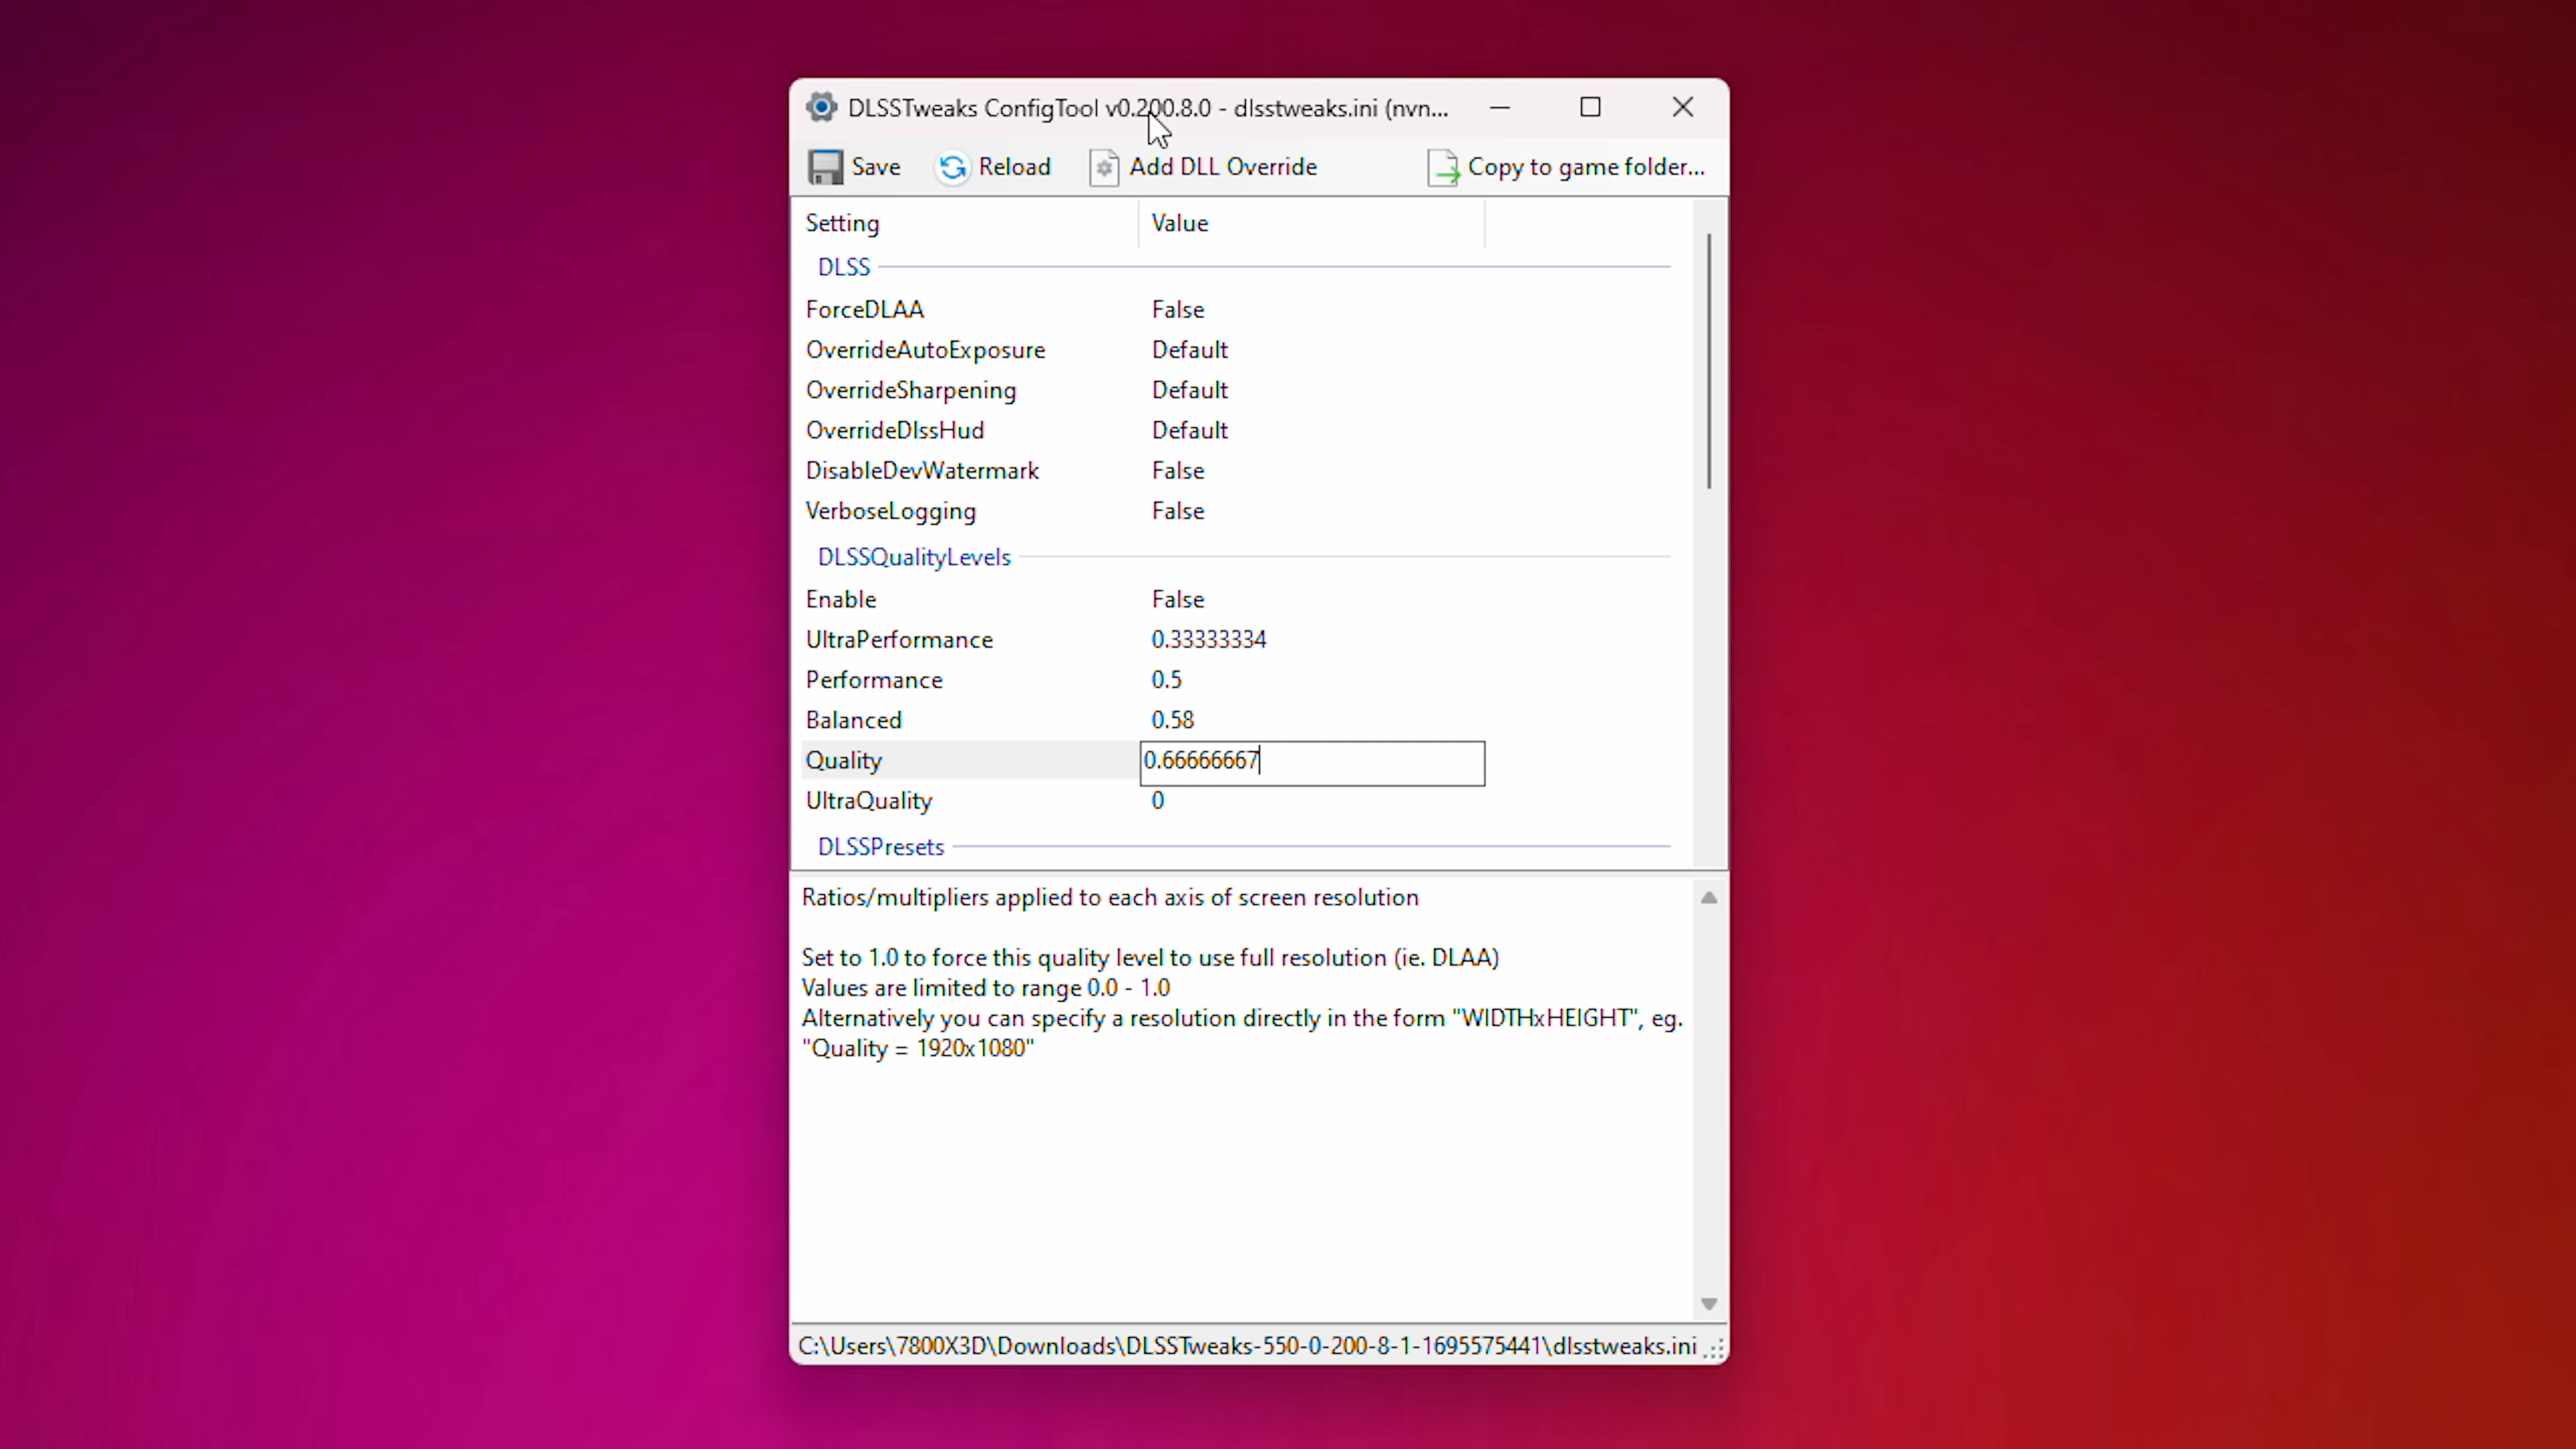 DLSSTweaks ConfigTool v0.200.8.0 - dlsstweaks.ini (nvn...
Save Reload Add DLL Override Copy to game folder...
Setting Value
DLSS
ForceDLAA False
OverrideAutoExposure Default
OverrideSharpening Default
OverrideDlssHud Default
DisableDevWatermark False
VerboseLogging False
DLSSQualityLevels
Enable False
UltraPerformance 0.33333334
Performance 0.5
Balanced 0.58
Quality 0.66666667
UltraQuality 0
DLSSPresets
Ratios/multipliers applied to each axis of screen resolution
Set to 1.0 to force this quality level to use full resolution (ie. DLAA)
Values are limited to range 0.0 - 1.0
Alternatively you can specify a resolution directly in the form "WIDTHxHEIGHT", eg.
"Quality = 1920x1080"
C:\Users\7800X3D\Downloads\DLSSTweaks-550-0-200-8-1-1695575441\dlsstweaks.ini